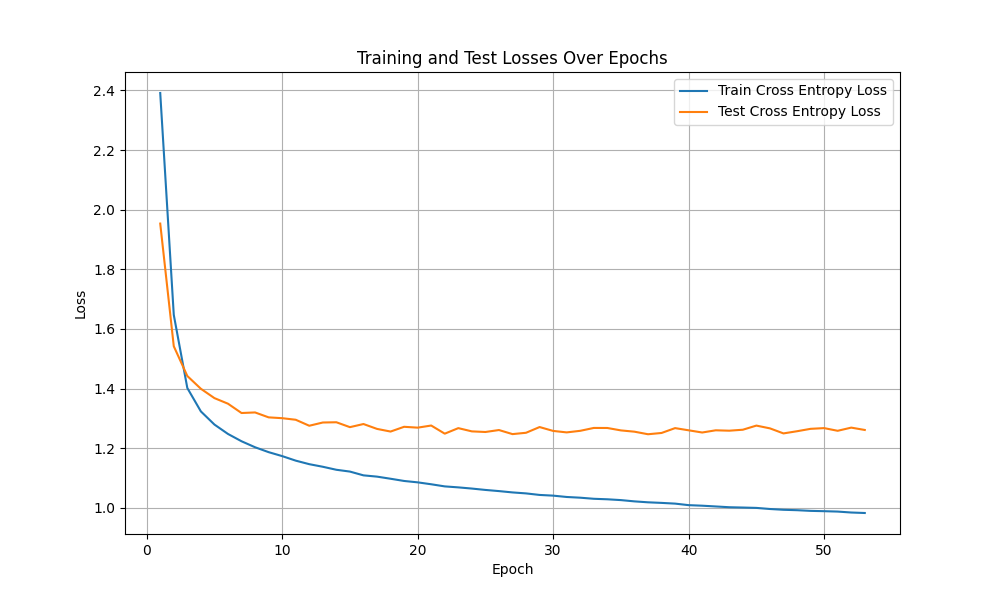 Training and Test Losses Over Epochs
Train Cross Entropy Loss
Test Cross Entropy Loss
2.4
2.2
2.0
1.8
1.6
1.4
1.2
1.0
Loss
0 10 20 30 40 50
Epoch